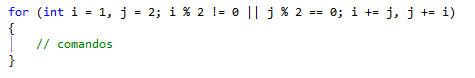 for (int i = 1, j = 2; i % 2 != 0 || j % 2 == 0; i += j, j += i)
{
// comandos
}